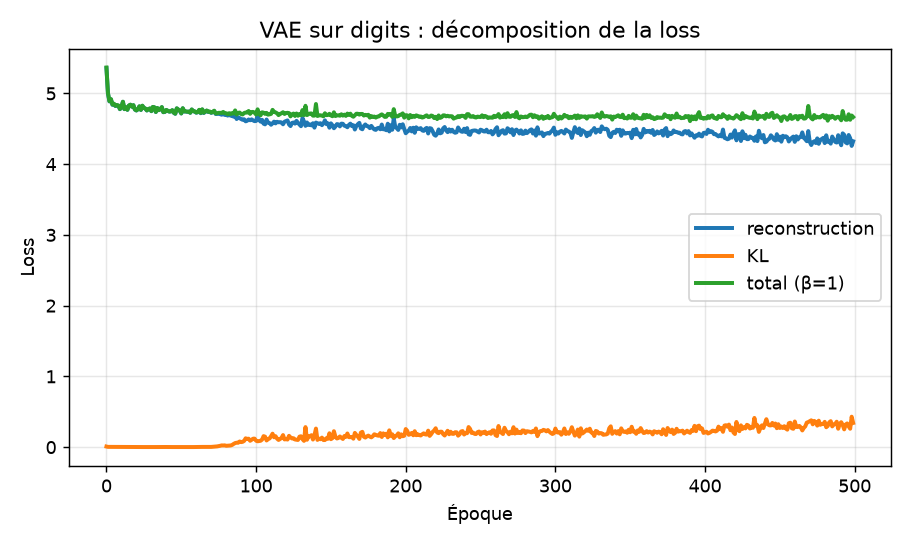 VAE sur digits : décomposition de la loss
5
4
3
2
1
0
Loss
reconstruction
KL
total (β=1)
0 100 200 300 400 500
Époque